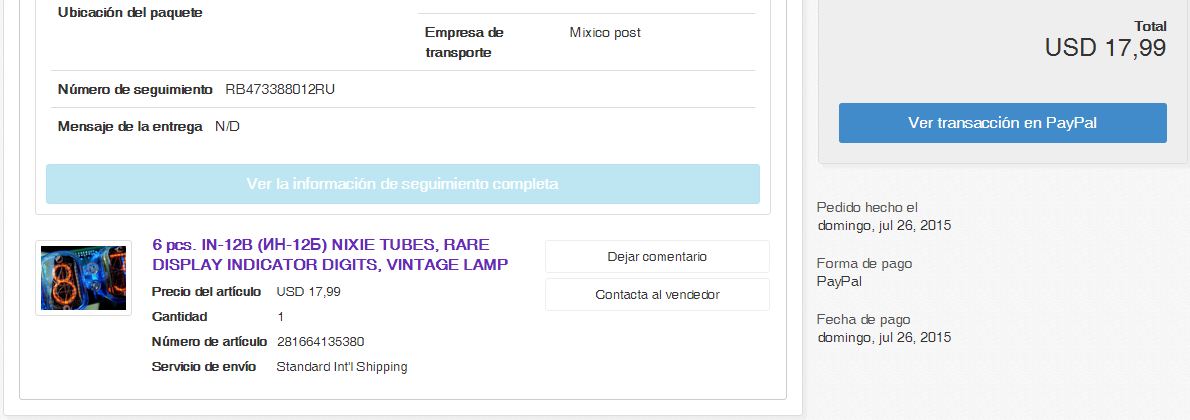 Ubicación del paquete
Empresa de
transporte
Mixico post
Número de seguimiento RB473388012RU
Mensaje de la entrega N/D
Ver la información de seguimiento completa
6 pcs. IN-12B (ИН-12Б) NIXIE TUBES, RARE
DISPLAY INDICATOR DIGITS, VINTAGE LAMP
Precio del artículo USD 17,99
Cantidad 1
Número de artículo 281664135380
Servicio de envío Standard Int'l Shipping
Dejar comentario
Contacta al vendedor
Total
USD 17,99
Ver transacción en PayPal
Pedido hecho el
domingo, jul 26, 2015
Forma de pago
PayPal
Fecha de pago
domingo, jul 26, 2015